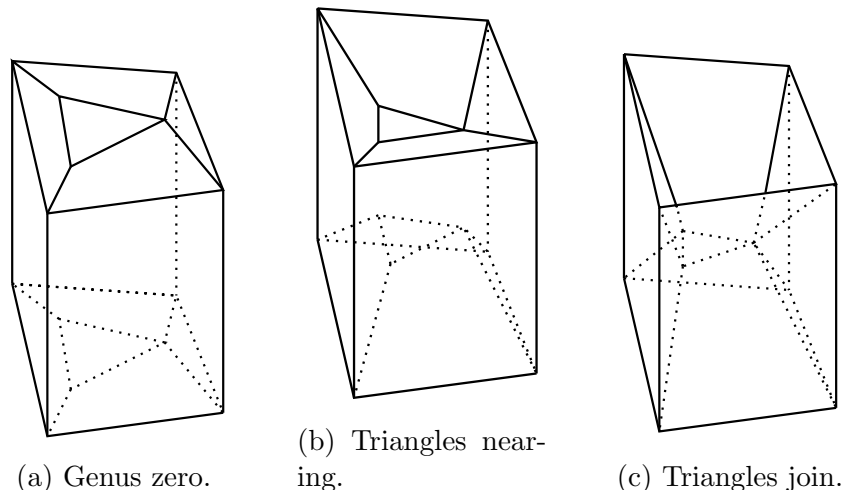 (a) Genus zero.
(b) Triangles near-
ing.
(c) Triangles join.